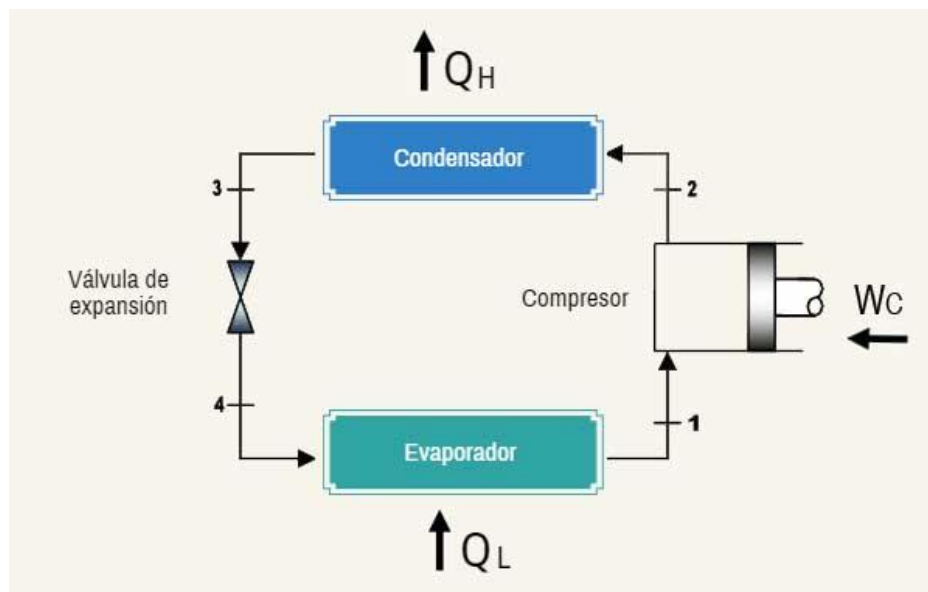 QH
Condensador
3
2
Válvula de
expansión
Compresor
WC
4
1
Evaporador
QL